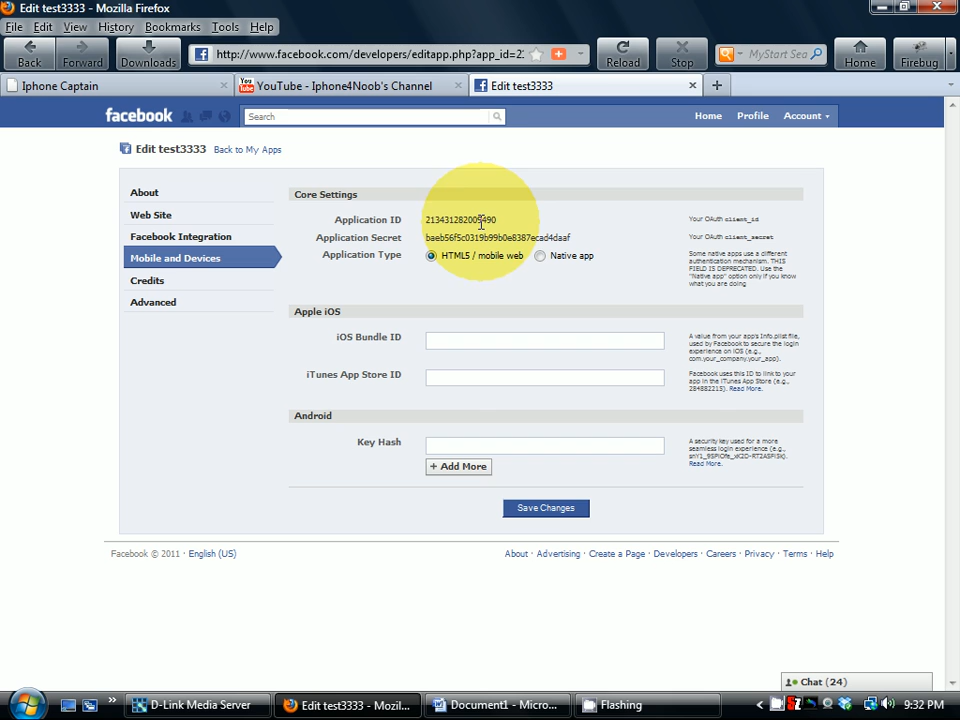 Edit test3333 - Mozilla Firefox
File Edit View History Bookmarks Tools Help
Back Forward Downloads http://www.facebook.com/developers/editapp.php?app_id=2 Reload Stop MyStart Sea Home Firebug
Iphone Captain You Tube YouTube - Iphone4Noob's Channel Edit test3333
facebook Search Home Profile Account
Edit test3333 Back to My Apps
About
Web Site
Facebook Integration
Mobile and Devices
Credits
Advanced
Core Settings
Application ID Your OAuth client_id
Application Secret baeb56f5c0319b99b0e8387ecad4daaf Your OAuth client_secret
Application Type HTML5 / mobile web Native app
Some native apps use a
different authentication
mechanism. THIS
FIELD IS DEPRECATED. Use the
"Native app" option only if you know
what you are doing
Apple iOS
iOS Bundle ID
A value from your app's Info.plist file,
used by Facebook to secure the login
experience on iOS (e.g.,
com.your_company.your_app).
iTunes App Store ID
Facebook uses this ID to link to your
app in the iTunes App Store (e.g.,
284882215). Read More.
Android
Key Hash
A security key used for a more
seamless login experience (e.g.,
Read More.
+ Add More
Save Changes
Facebook © 2011 · English (US) About · Advertising · Create a Page · Developers · Careers · Privacy · Terms · Help
Chat (24)
D-Link Media Server Edit test3333 - Mozil... Document1 - Micro... Flashing 9:32 PM